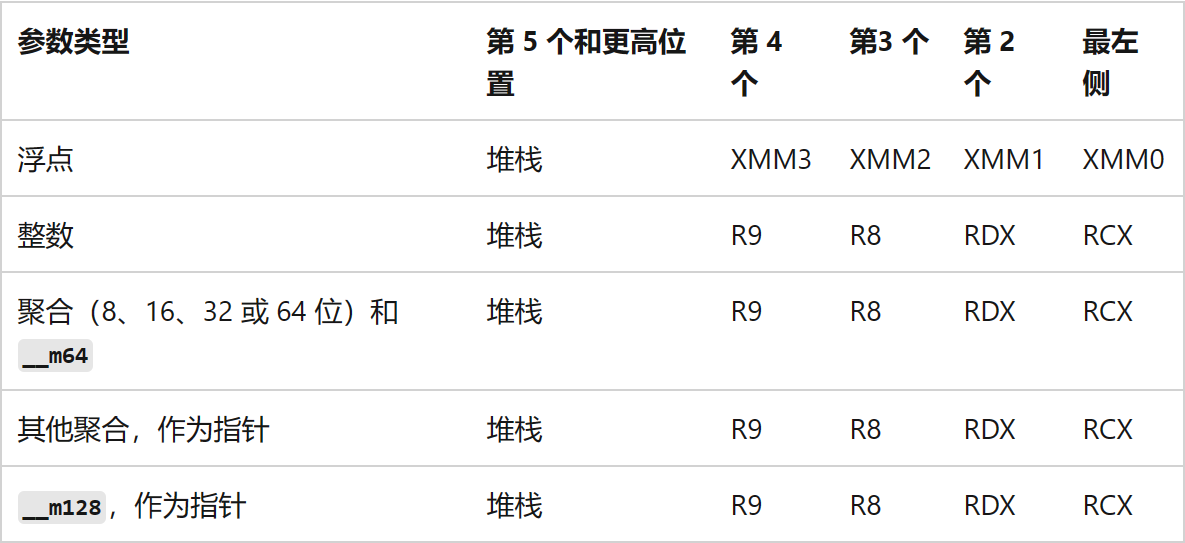 参数类型 第 5 个和更高位置 第 4 个 第3 个 第 2 个 最左侧
浮点 堆栈 XMM3 XMM2 XMM1 XMM0
整数 堆栈 R9 R8 RDX RCX
聚合（8、16、32 或 64 位）和 __m64 堆栈 R9 R8 RDX RCX
其他聚合，作为指针 堆栈 R9 R8 RDX RCX
__m128，作为指针 堆栈 R9 R8 RDX RCX